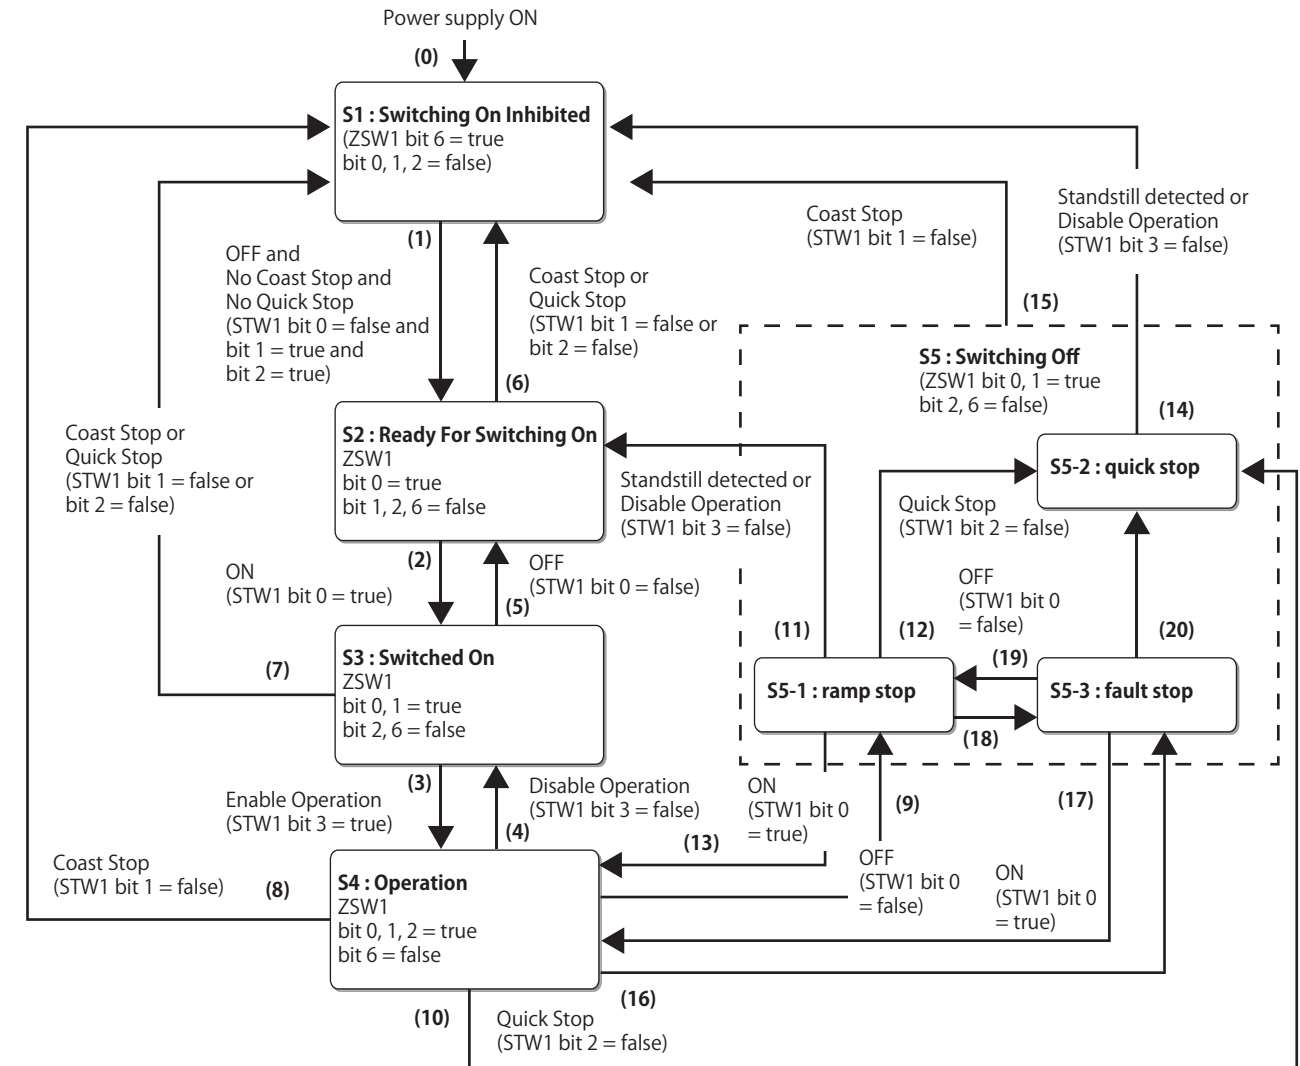 Power supply ON
(0)
S1 : Switching On Inhibited
(ZSW1 bit 6 = true
bit 0, 1, 2 = false)
(1)
OFF and
No Coast Stop and
No Quick Stop
(STW1 bit 0 = false and
bit 1 = true and
bit 2 = true)
Coast Stop or
Quick Stop
(STW1 bit 1 = false or
bit 2 = false)
(6)
Coast Stop
(STW1 bit 1 = false)
(15)
Standstill detected or
Disable Operation
(STW1 bit 3 = false)
S5 : Switching Off
(ZSW1 bit 0, 1 = true
bit 2, 6 = false)
(14)
S2 : Ready For Switching On
ZSW1
bit 0 = true
bit 1, 2, 6 = false
Coast Stop or
Quick Stop
(STW1 bit 1 = false or
bit 2 = false)
Standstill detected or
Disable Operation
(STW1 bit 3 = false)
S5-2 : quick stop
Quick Stop
(STW1 bit 2 = false)
(2)
ON
(STW1 bit 0 = true)
OFF
(STW1 bit 0 = false)
(5)
OFF
(STW1 bit 0
= false)
(11)
(12)
(19)
(20)
(7)
S3 : Switched On
ZSW1
bit 0, 1 = true
bit 2, 6 = false
S5-1 : ramp stop
S5-3 : fault stop
(18)
(3)
Enable Operation
(STW1 bit 3 = true)
Disable Operation
(STW1 bit 3 = false)
(4)
ON
(STW1 bit 0
= true)
(13)
(9)
(17)
OFF
(STW1 bit 0
= false)
ON
(STW1 bit 0
= true)
Coast Stop
(STW1 bit 1 = false)
(8)
S4 : Operation
ZSW1
bit 0, 1, 2 = true
bit 6 = false
(16)
(10)
Quick Stop
(STW1 bit 2 = false)